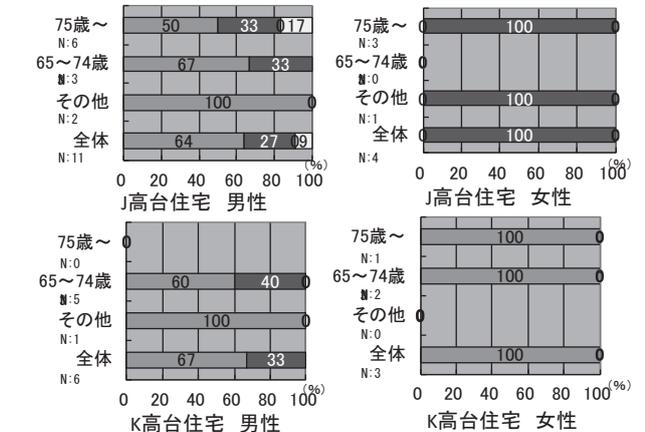 75歳～ 50 33 0 17
N:6
65～74歳 67 33
N:3
その他 100 0
N:2
全体 64 27 0 9
N:11
(%)
0 20 40 60 80 100
J高台住宅 男性
75歳～ 0 100 0
N:3
65～74歳 0
N:0
その他 0 100 0
N:1
全体 0 100 0
N:4
(%)
0 20 40 60 80 100
J高台住宅 女性
75歳～ 0
N:0
65～74歳 60 40 0
N:5
その他 100 0
N:1
全体 67 33
N:6
(%)
0 20 40 60 80 100
K高台住宅 男性
75歳～ 100 0
N:1
65～74歳 100 0
N:2
その他 0
N:0
全体 100 0
N:3
(%)
0 20 40 60 80 100
K高台住宅 女性